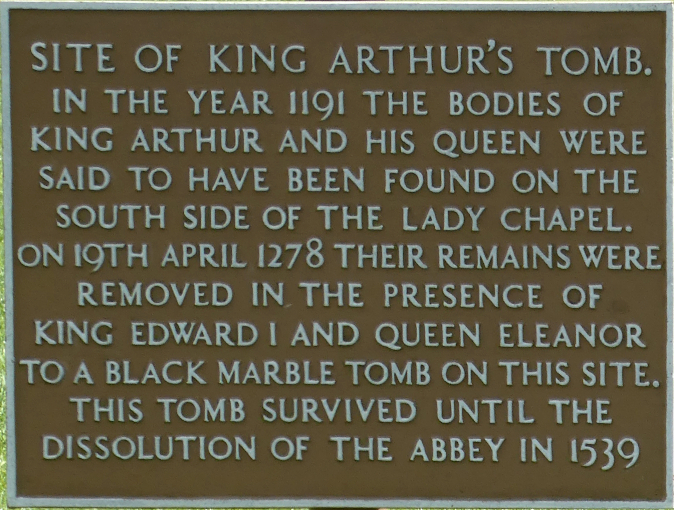 SITE OF KING ARTHUR'S TOMB.
IN THE YEAR 1191 THE BODIES OF
KING ARTHUR AND HIS QUEEN WERE
SAID TO HAVE BEEN FOUND ON THE
SOUTH SIDE OF THE LADY CHAPEL.
ON 19TH APRIL 1278 THEIR REMAINS WERE
REMOVED IN THE PRESENCE OF
KING EDWARD I AND QUEEN ELEANOR
TO A BLACK MARBLE TOMB ON THIS SITE.
THIS TOMB SURVIVED UNTIL THE
DISSOLUTION OF THE ABBEY IN 1539